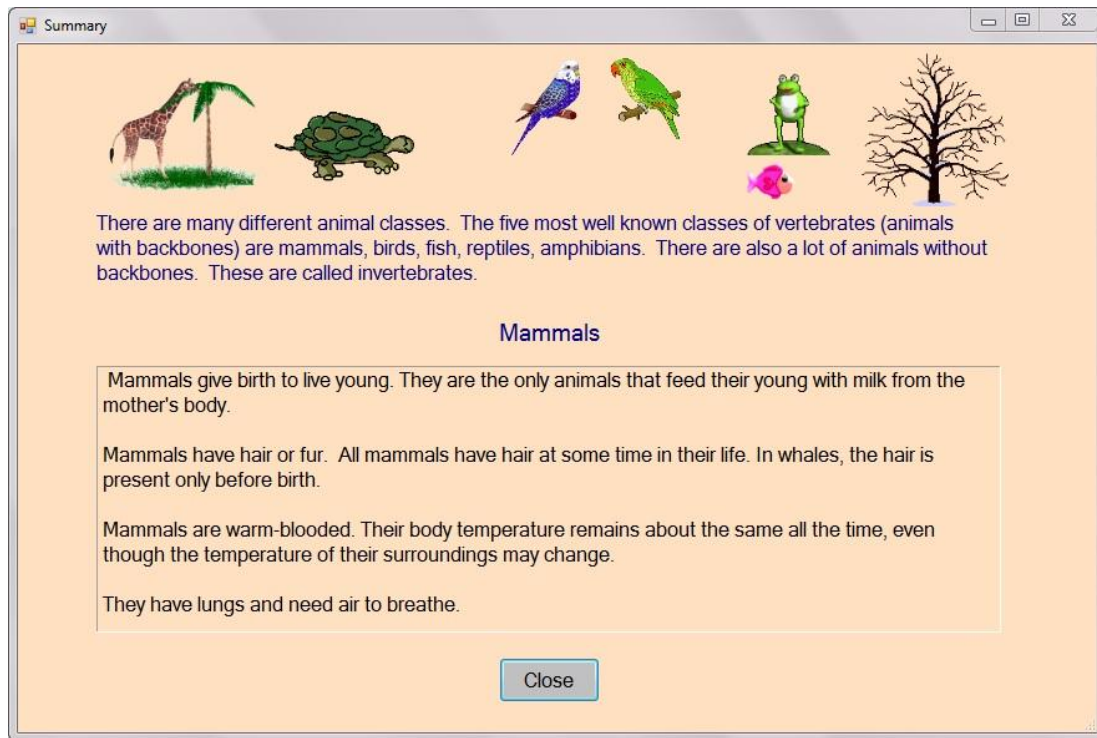 Summary
There are many different animal classes.  The five most well known classes of vertebrates (animals
with backbones) are mammals, birds, fish, reptiles, amphibians.  There are also a lot of animals without
backbones.  These are called invertebrates.
Mammals
Mammals give birth to live young. They are the only animals that feed their young with milk from the
mother's body.
Mammals have hair or fur.  All mammals have hair at some time in their life. In whales, the hair is
present only before birth.
Mammals are warm-blooded. Their body temperature remains about the same all the time, even
though the temperature of their surroundings may change.
They have lungs and need air to breathe.
Close